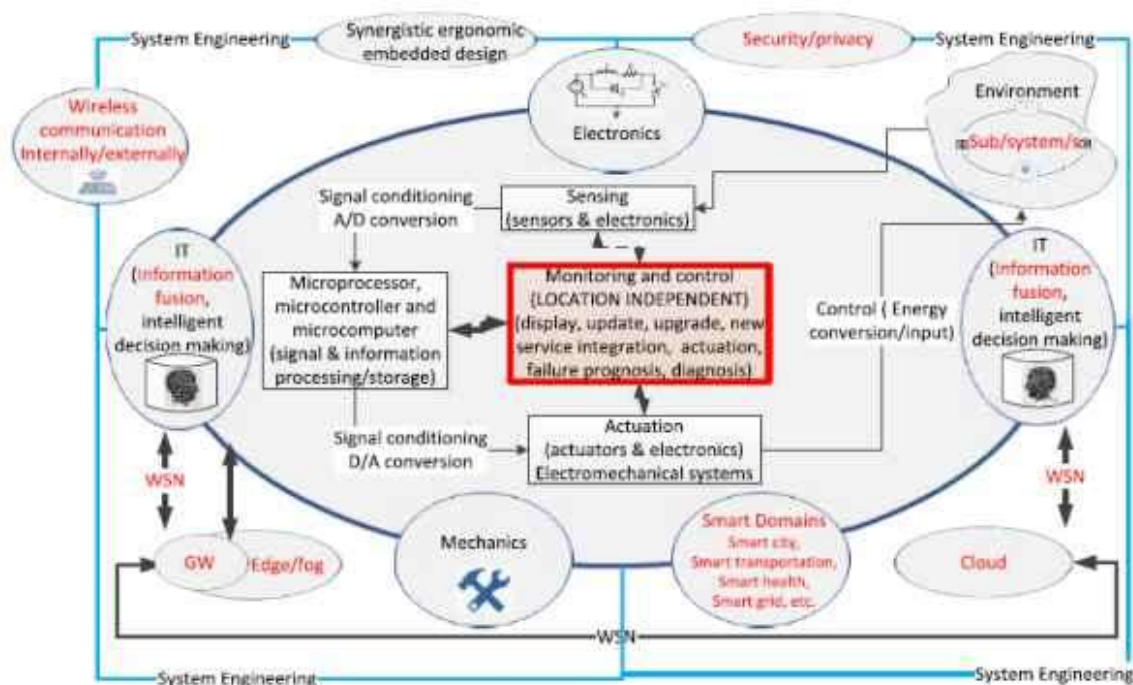 System Engineering
Synergistic ergonomic
embedded design
Security/privacy
System Engineering
Wireless
communication
Internally/externally
Electronics
Environment
Sub/system/s
Signal conditioning
A/D conversion
Sensing
(sensors & electronics)
IT
(Information
fusion,
intelligent
decision making)
Microprocessor,
microcontroller and
microcomputer
(signal & information
processing/storage)
Monitoring and control
(LOCATION INDEPENDENT)
(display, update, upgrade, new
service integration, actuation,
failure prognosis, diagnosis)
Control ( Energy
conversion/input)
IT
(Information
fusion,
intelligent
decision making)
Signal conditioning
D/A conversion
Actuation
(actuators & electronics)
Electromechanical systems
WSN
WSN
GW
/Edge/fog
Mechanics
Smart Domains
Smart city,
Smart transportation,
Smart health,
Smart grid, etc.
Cloud
WSN
System Engineering
System Engineering